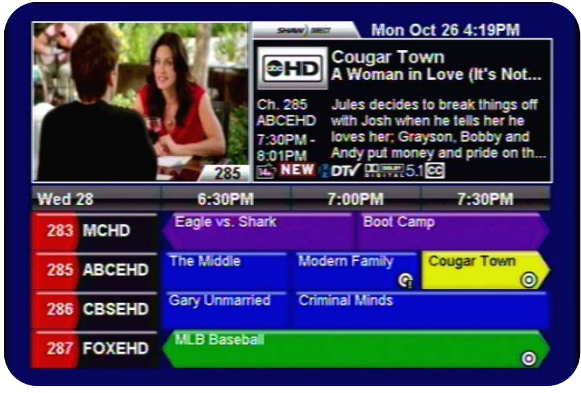 SHAW) DIRECT
Mon Oct 26 4:19PM
abc HD
Cougar Town
A Woman in Love (It's Not...
Ch. 285
ABCEHD
7:30PM -
8:01PM
Jules decides to break things off
with Josh when he tells her he
loves her; Grayson, Bobby and
Andy put money and pride on th...
285
14+ NEW DTV DD DOLBY DIGITAL 5.1 CC
Wed 28 6:30PM 7:00PM 7:30PM
283 MCHD Eagle vs. Shark Boot Camp
285 ABCEHD The Middle Modern Family Cougar Town
286 CBSEHD Gary Unmarried Criminal Minds
287 FOXEHD MLB Baseball